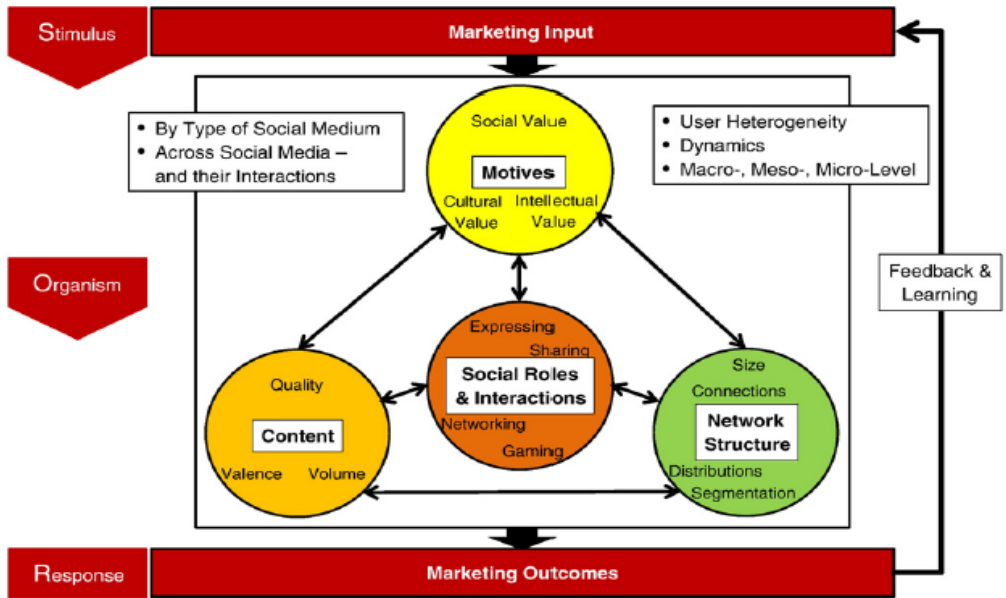 Stimulus
Marketing Input
• By Type of Social Medium
• Across Social Media –
and their Interactions
• User Heterogeneity
• Dynamics
• Macro-, Meso-, Micro-Level
Social Value
Motives
Cultural
Value
Intellectual
Value
Organism
Feedback &
Learning
Expressing
Sharing
Social Roles
& Interactions
Networking
Gaming
Quality
Content
Valence
Volume
Size
Connections
Network
Structure
Distributions
Segmentation
Response
Marketing Outcomes